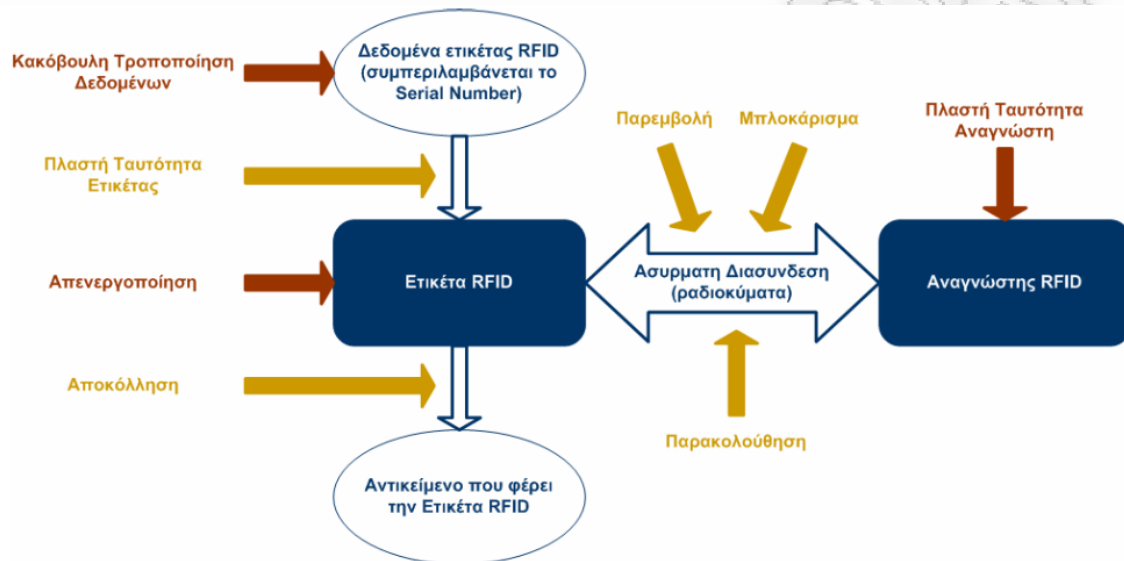 Κακόβουλη Τροποποίηση
Δεδομένων
Δεδομένα ετικέτας RFID
(συμπεριλαμβάνεται το
Serial Number)
Παρεμβολή
Μπλοκάρισμα
Πλαστή Ταυτότητα
Αναγνώστη
Πλαστή Ταυτότητα
Ετικέτας
Απενεργοποίηση
Ετικέτα RFID
Ασυρματη Διασυνδεση
(ραδιοκύματα)
Αναγνώστης RFID
Αποκόλληση
Παρακολούθηση
Αντικείμενο που φέρει
την Ετικέτα RFID